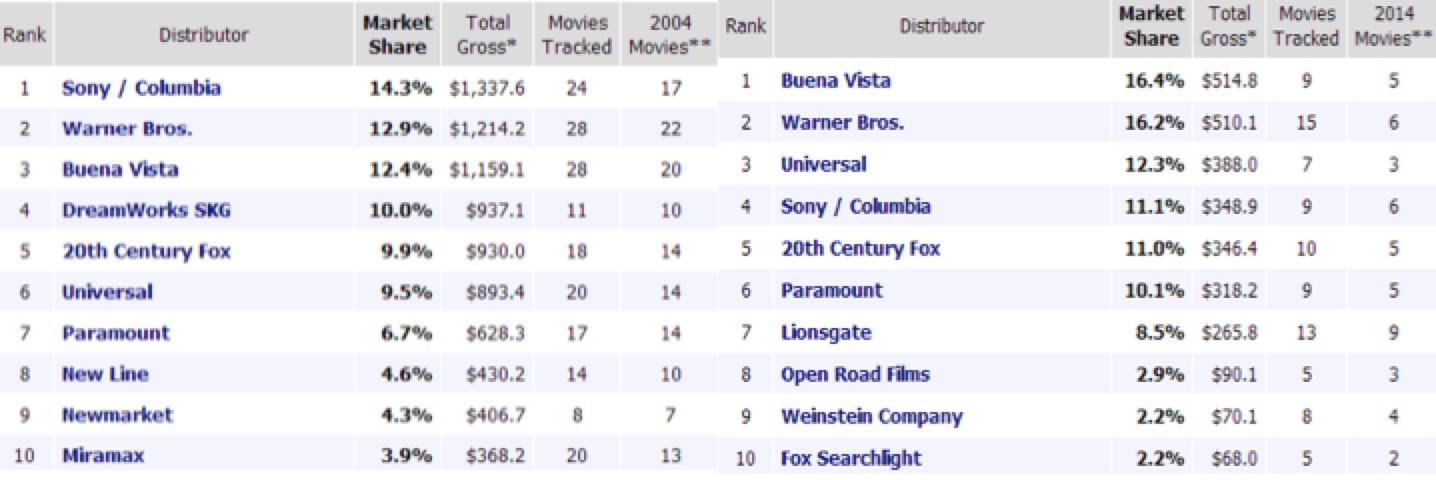 Rank Distributor Market Share Total Gross* Movies Tracked 2004 Movies**
1 Sony / Columbia 14.3% $1,337.6 24 17
2 Warner Bros. 12.9% $1,214.2 28 22
3 Buena Vista 12.4% $1,159.1 28 20
4 DreamWorks SKG 10.0% $937.1 11 10
5 20th Century Fox 9.9% $930.0 18 14
6 Universal 9.5% $893.4 20 14
7 Paramount 6.7% $628.3 17 14
8 New Line 4.6% $430.2 14 10
9 Newmarket 4.3% $406.7 8 7
10 Miramax 3.9% $368.2 20 13
Rank Distributor Market Share Total Gross* Movies Tracked 2014 Movies**
1 Buena Vista 16.4% $514.8 9 5
2 Warner Bros. 16.2% $510.1 15 6
3 Universal 12.3% $388.0 7 3
4 Sony / Columbia 11.1% $348.9 9 6
5 20th Century Fox 11.0% $346.4 10 5
6 Paramount 10.1% $318.2 9 5
7 Lionsgate 8.5% $265.8 13 9
8 Open Road Films 2.9% $90.1 5 3
9 Weinstein Company 2.2% $70.1 8 4
10 Fox Searchlight 2.2% $68.0 5 2